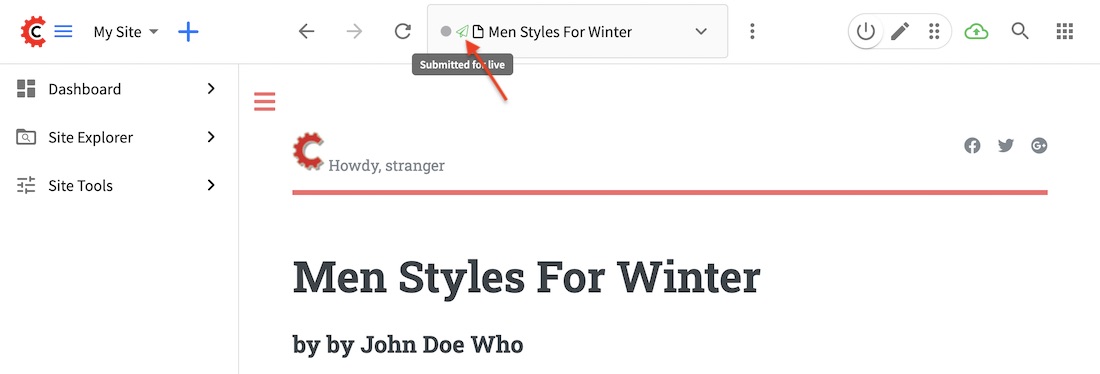 My Site
Men Styles For Winter
Submitted for live
Dashboard
Site Explorer
Site Tools
Howdy, stranger
Men Styles For Winter
by by John Doe Who